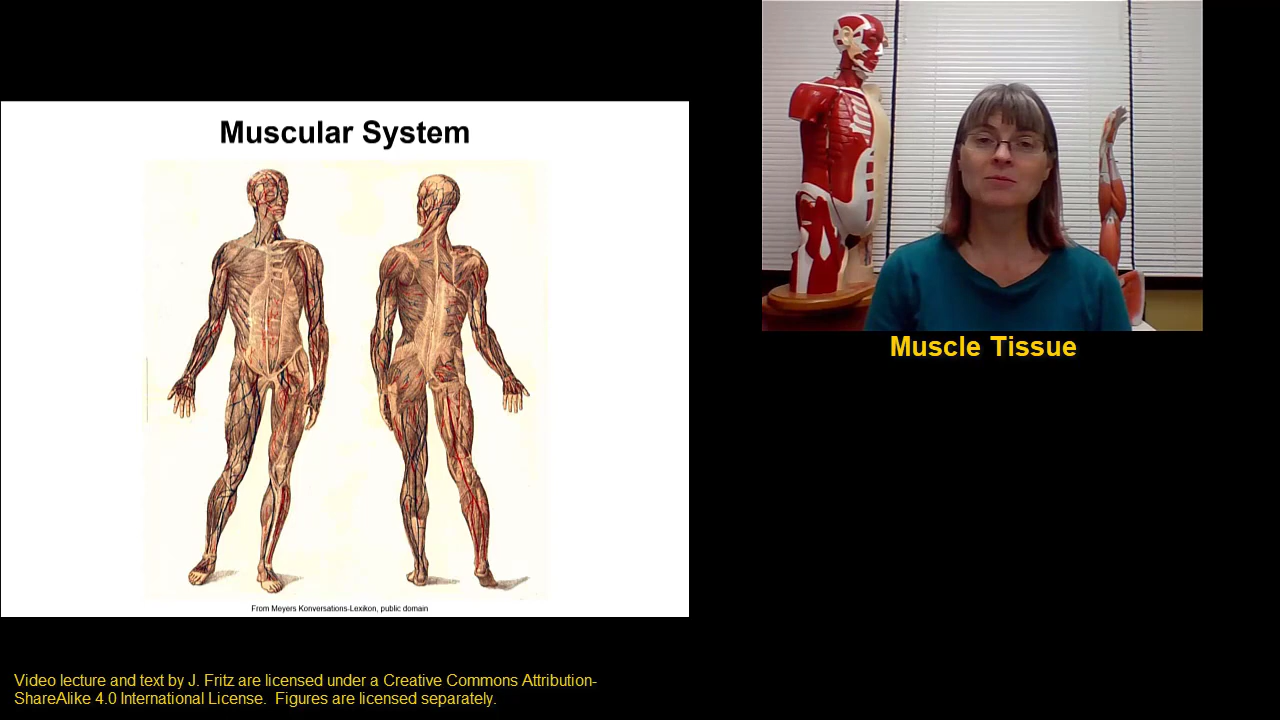 Muscular System
From Meyers Konversations-Lexikon, public domain
Muscle Tissue
Video lecture and text by J. Fritz are licensed under a Creative Commons Attribution-
ShareAlike 4.0 International License.  Figures are licensed separately.